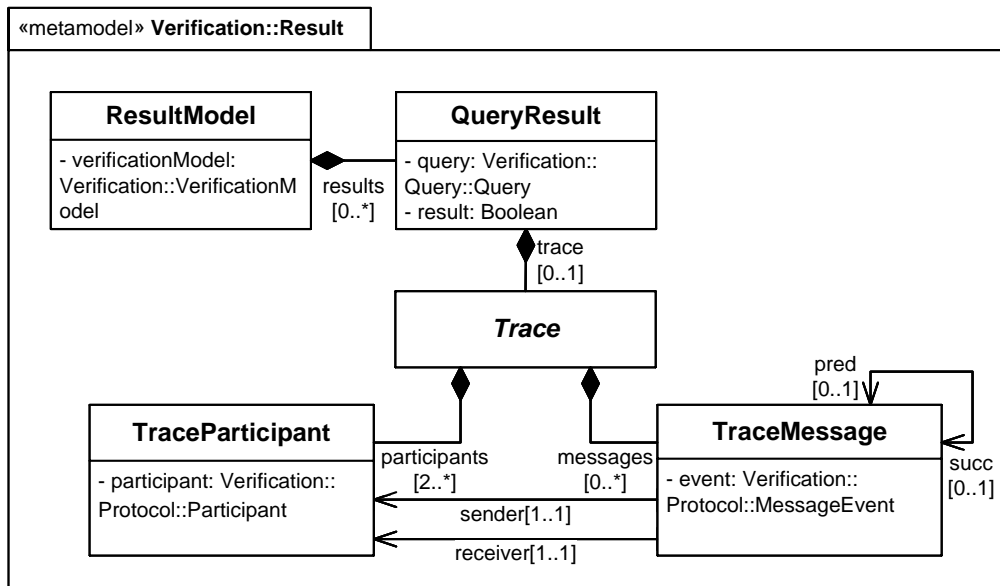 «metamodel» Verification::Result
ResultModel
- verificationModel:
Verification::VerificationM
odel
results
[0..*]
QueryResult
- query: Verification::
Query::Query
- result: Boolean
trace
[0..1]
Trace
pred
[0..1]
TraceParticipant
- participant: Verification::
Protocol::Participant
participants
[2..*]
messages
[0..*]
sender[1..1]
receiver[1..1]
TraceMessage
- event: Verification::
Protocol::MessageEvent
succ
[0..1]